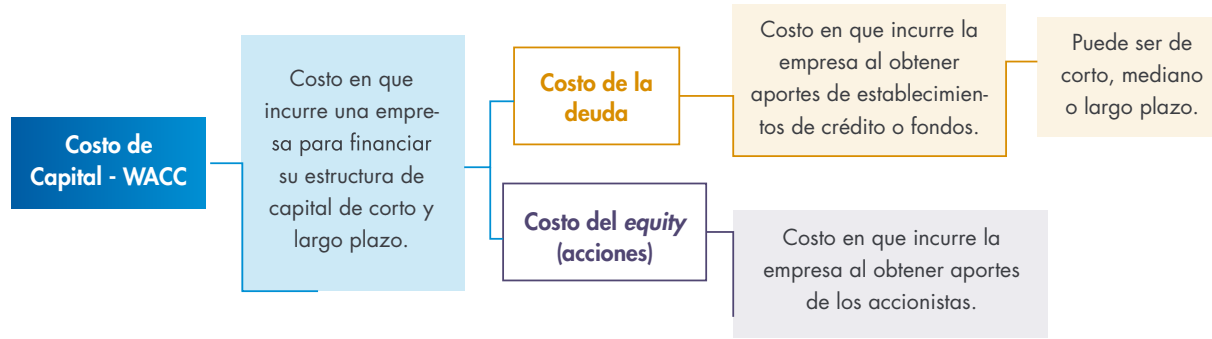 Costo de
Capital - WACC
Costo en que
incurre una empre-
sa para financiar
su estructura de
capital de corto y
largo plazo.
Costo de la
deuda
Costo en que incurre la
empresa al obtener
aportes de establecimien-
tos de crédito o fondos.
Puede ser de
corto, mediano
o largo plazo.
Costo del equity
(acciones)
Costo en que incurre la
empresa al obtener aportes
de los accionistas.